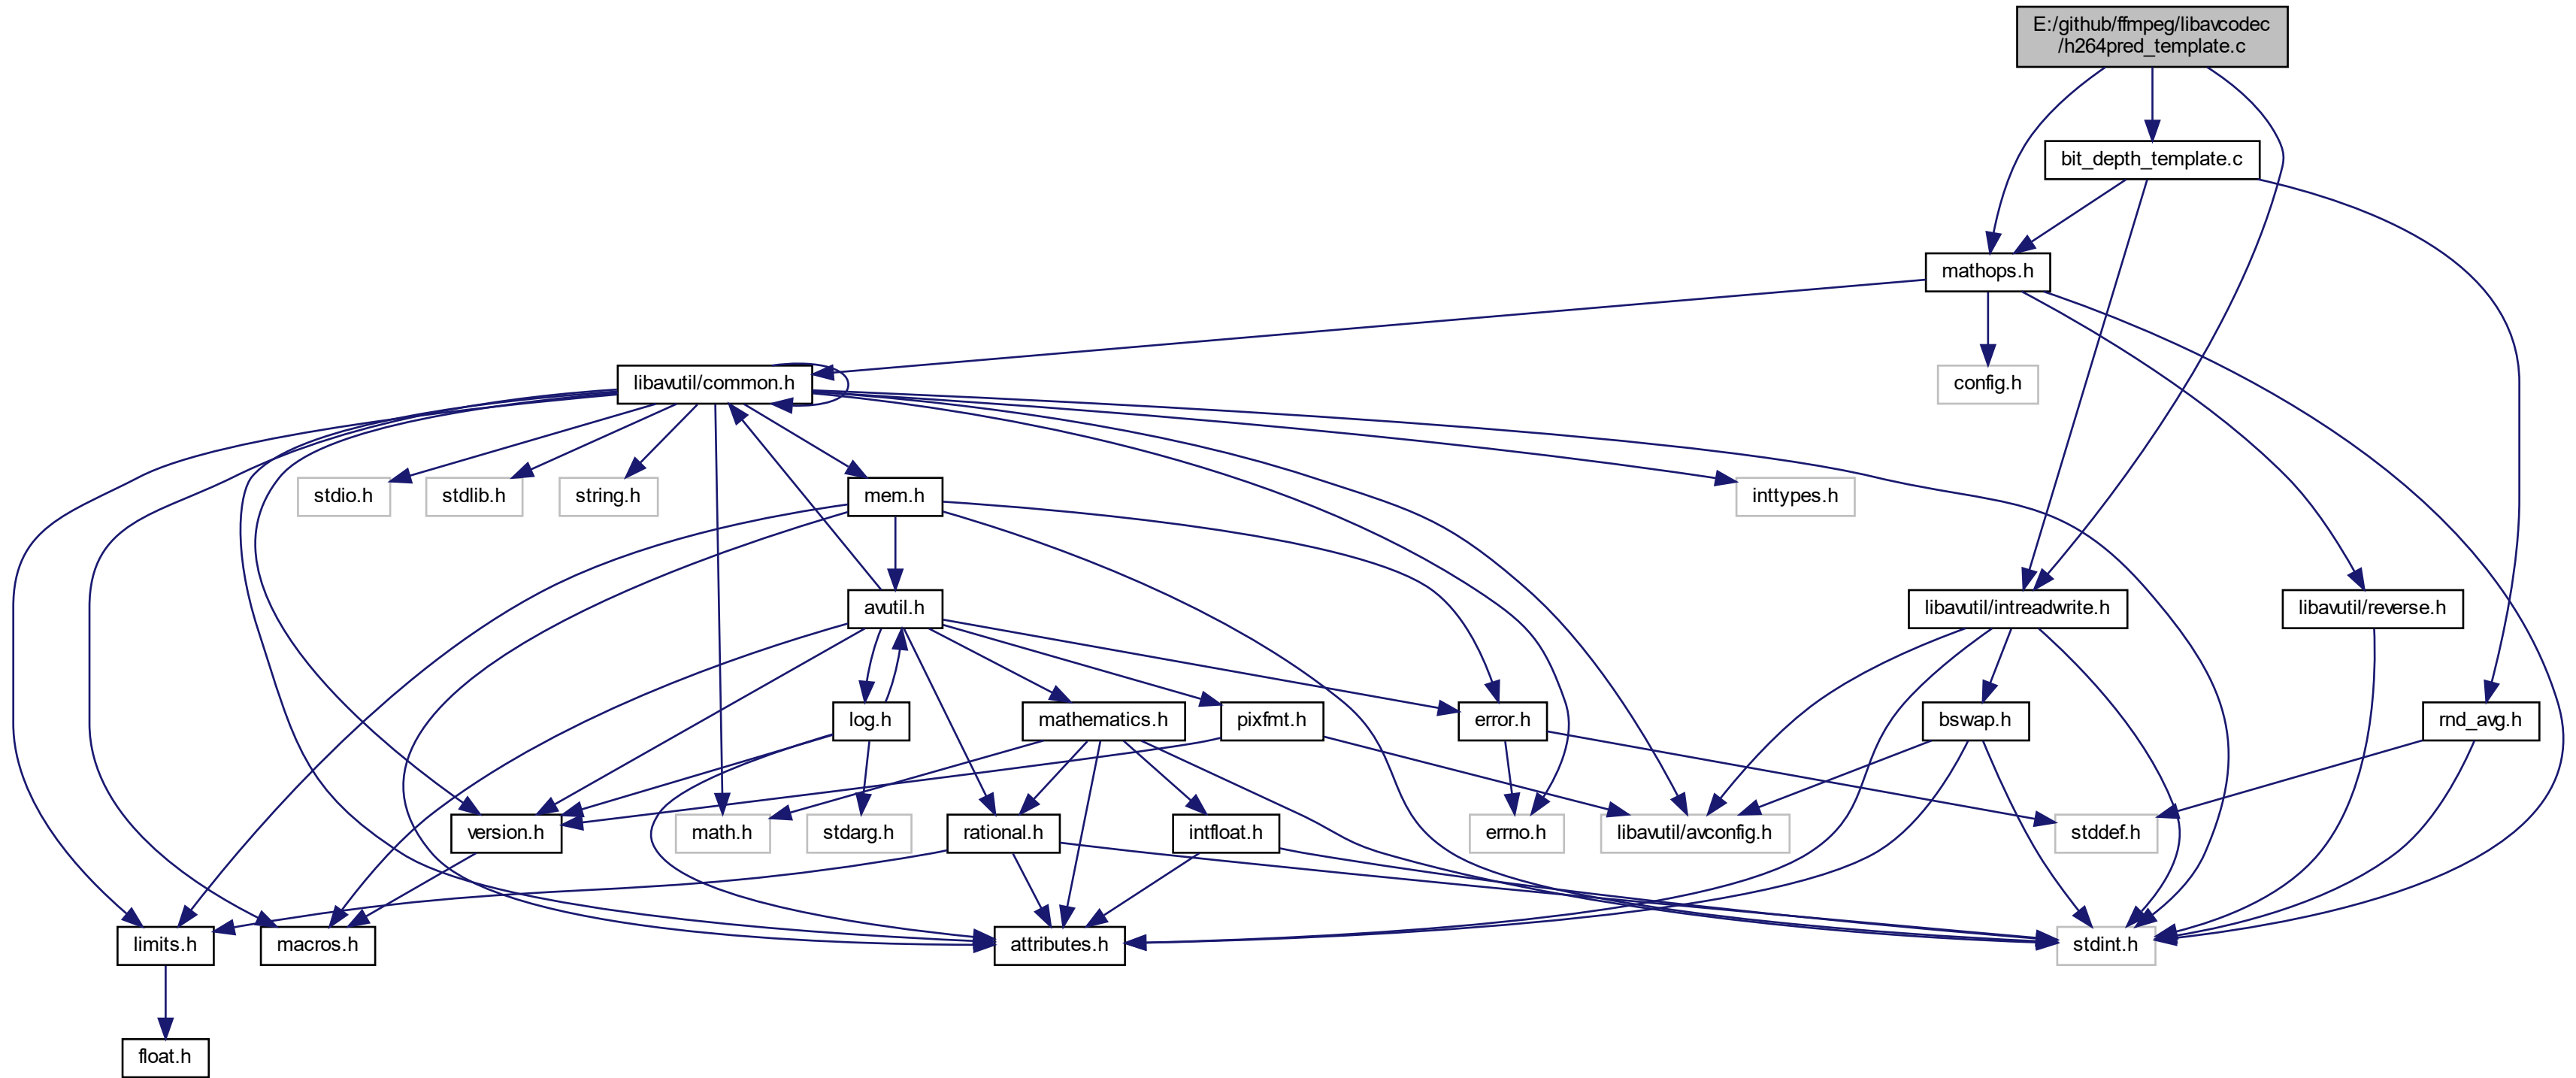 E:/github/ffmpeg/libavcodec
/h264pred_template.c
bit_depth_template.c
mathops.h
libavutil/common.h
config.h
stdio.h
stdlib.h
string.h
mem.h
inttypes.h
avutil.h
libavutil/intreadwrite.h
libavutil/reverse.h
log.h
mathematics.h
pixfmt.h
error.h
bswap.h
rnd_avg.h
version.h
math.h
stdarg.h
rational.h
intfloat.h
errno.h
libavutil/avconfig.h
stddef.h
limits.h
macros.h
attributes.h
stdint.h
float.h